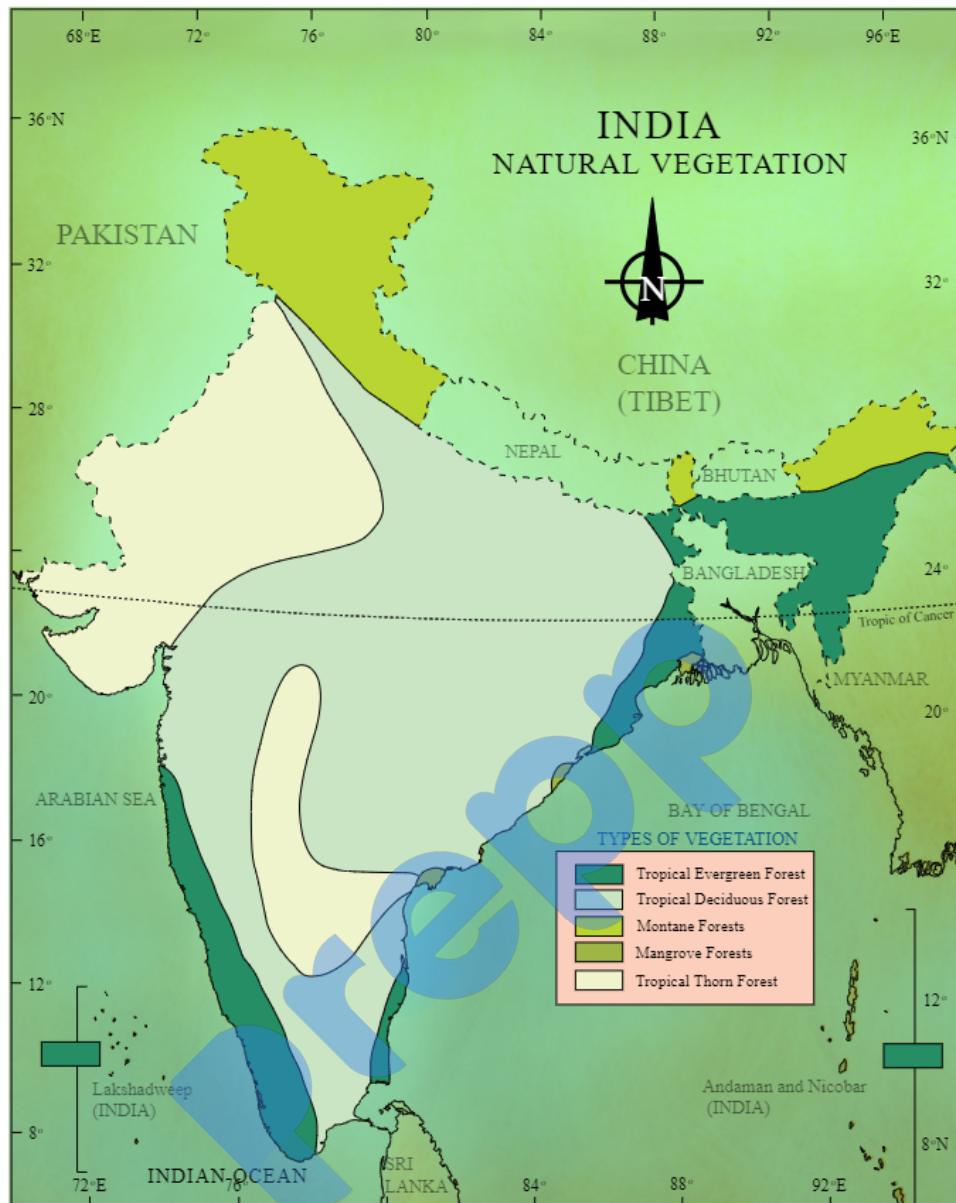 68°E 72° 76° 80° 84° 88° 92° 96°E
36°N
INDIA
36°N
NATURAL VEGETATION
PAKISTAN
32°
32°
N
CHINA
(TIBET)
28°
NEPAL
BHUTAN
BANGLADESH
24°
Tropic of Cancer
MYANMAR
20°
20°
ARABIAN SEA
BAY OF BENGAL
16°
TYPES OF VEGETATION
Tropical Evergreen Forest
Tropical Deciduous Forest
Montane Forests
Mangrove Forests
Tropical Thorn Forest
12°
12°
Lakshadweep
(INDIA)
Andaman and Nicobar
(INDIA)
8°
8°N
INDIAN OCEAN
SRI
LANKA
72°E 76° 84° 88° 92°E
prepp